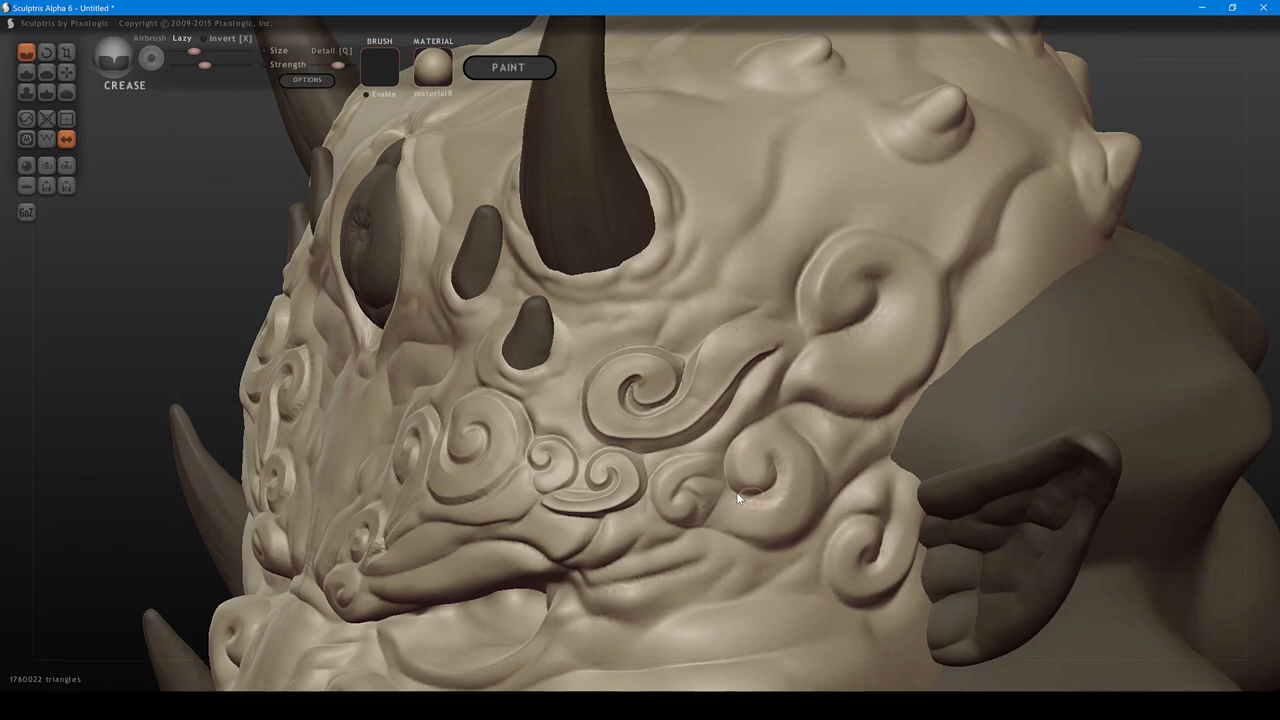 Sculptris Alpha 6 - Untitled *
Sculptris by Pixologic Copyright © 2009-2015 Pixologic, Inc.
Airbrush Lazy Invert [X]
Size
Detail [Q]
Strength
OPTIONS
CREASE
BRUSH
Enable
MATERIAL
PAINT
GoZ
1760022 triangles